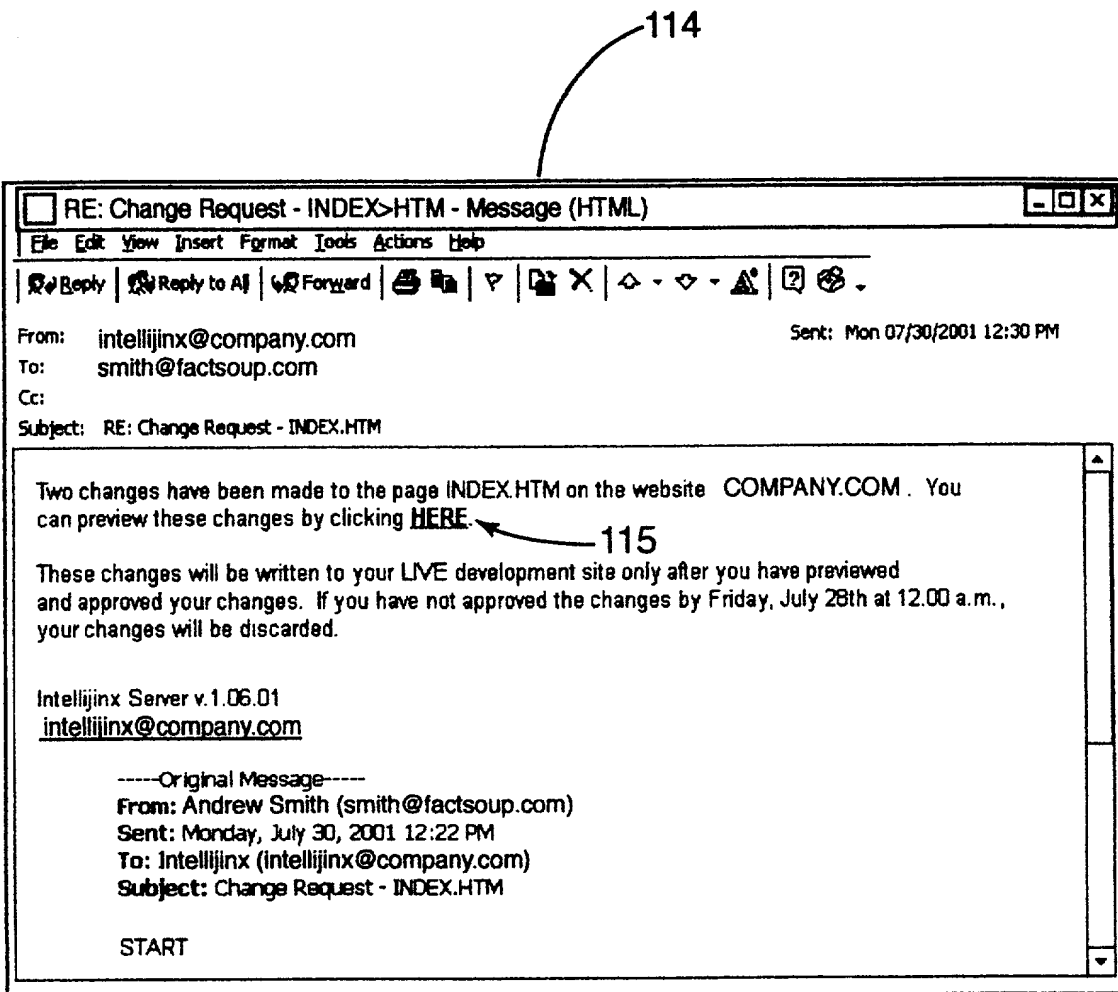 114
RE: Change Request - INDEX>HTM - Message (HTML)
File Edit View Insert Format Tools Actions Help
Reply Reply to All Forward
From: intellijinx@company.com Sent: Mon 07/30/2001 12:30 PM
To: smith@factsoup.com
Cc:
Subject: RE: Change Request - INDEX.HTM
Two changes have been made to the page INDEX.HTM on the website COMPANY.COM. You
can preview these changes by clicking HERE.
115
These changes will be written to your LIVE development site only after you have previewed
and approved your changes. If you have not approved the changes by Friday, July 28th at 12.00 a.m.,
your changes will be discarded.
Intellijinx Server v.1.06.01
intellijinx@company.com
-----Original Message-----
From: Andrew Smith (smith@factsoup.com)
Sent: Monday, July 30, 2001 12:22 PM
To: Intellijinx (intellijinx@company.com)
Subject: Change Request - INDEX.HTM
START